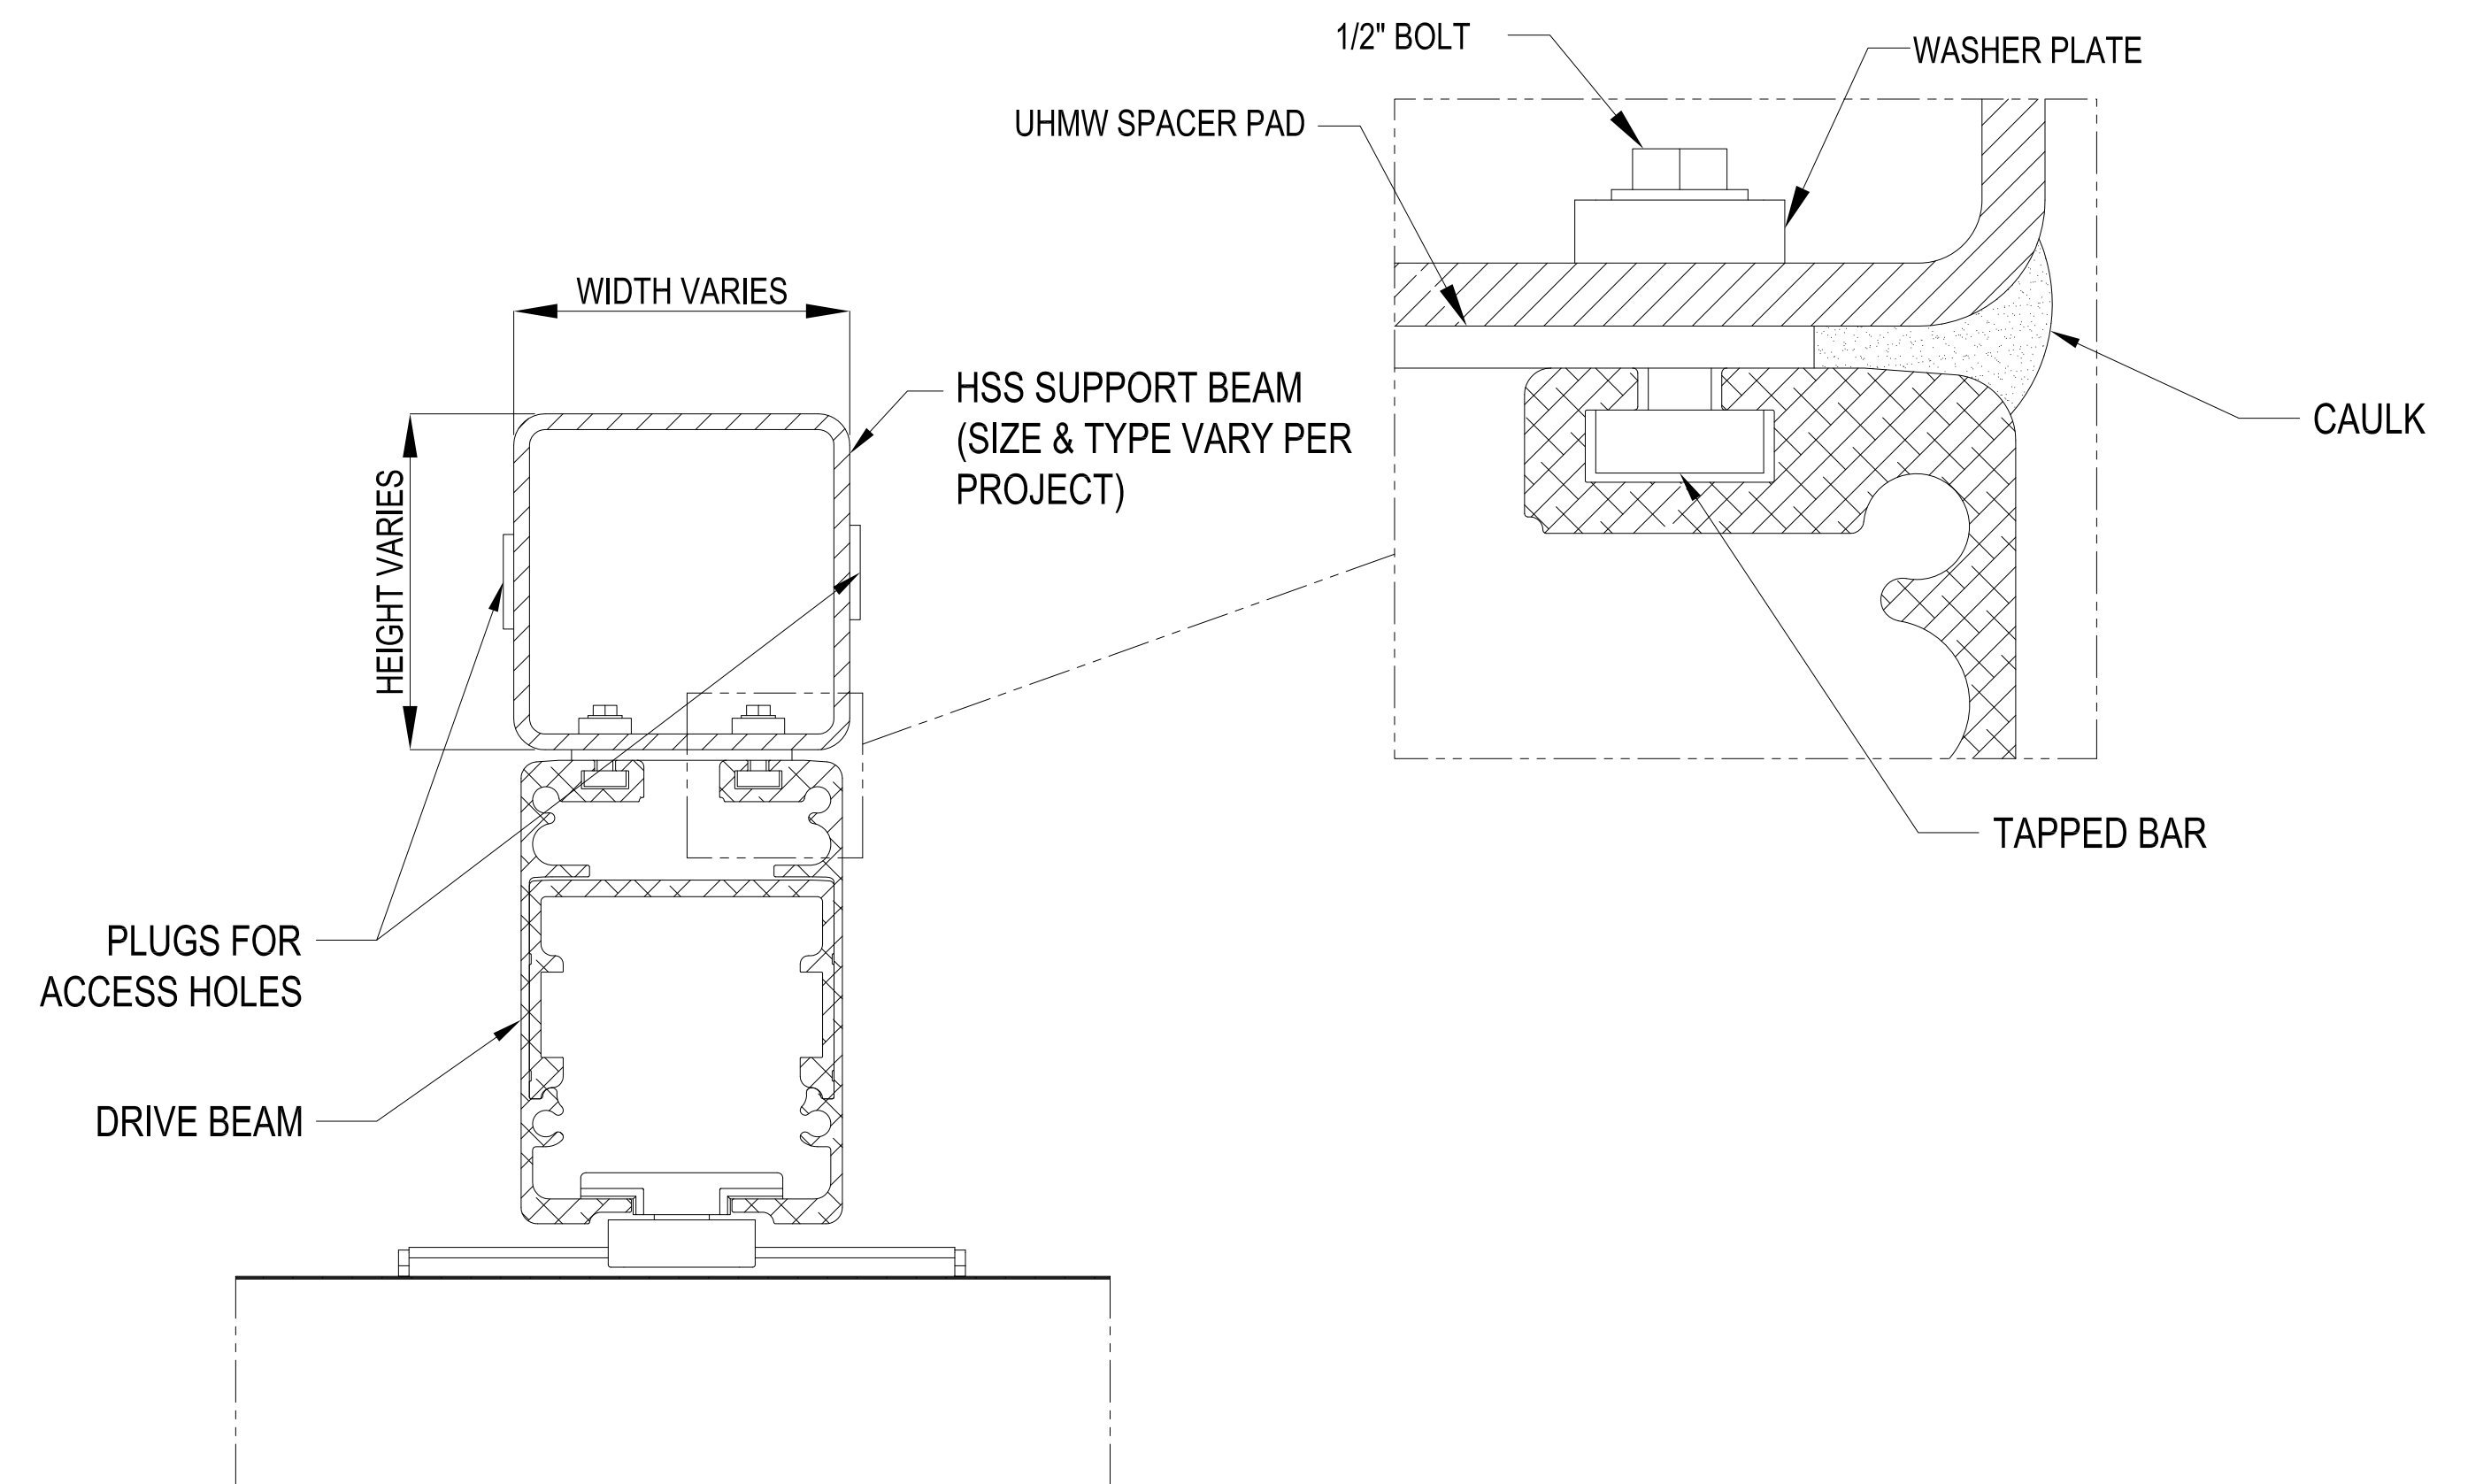 1/2" BOLT
WASHER PLATE
UHMW SPACER PAD
WIDTH VARIES
HEIGHT VARIES
HSS SUPPORT BEAM
(SIZE & TYPE VARY PER
PROJECT)
CAULK
TAPPED BAR
PLUGS FOR
ACCESS HOLES
DRIVE BEAM